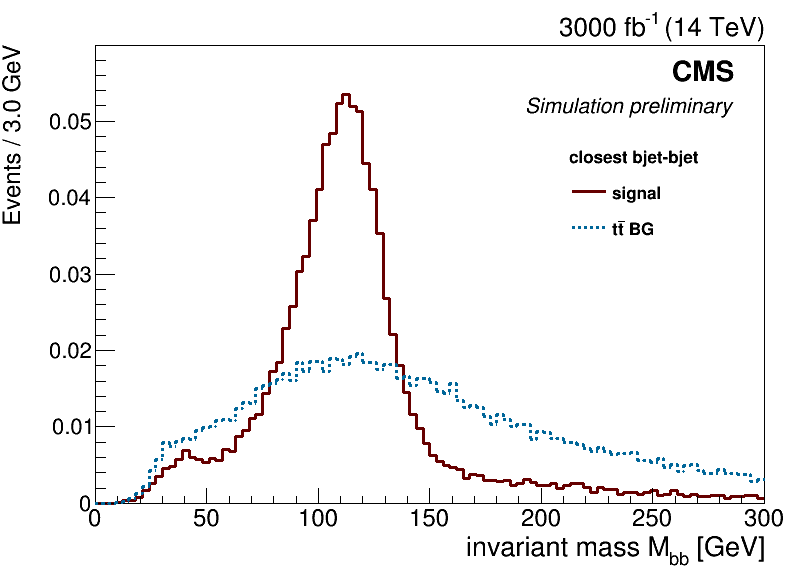 3000 fb⁻¹ (14 TeV)
Events / 3.0 GeV
CMS
Simulation preliminary
closest bjet-bjet
signal
tt̅ BG
0.05
0.04
0.03
0.02
0.01
0
0 50 100 150 200 250 300
invariant mass M_bb [GeV]